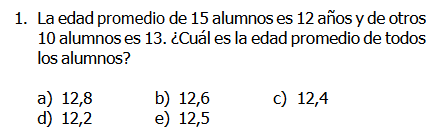 1. La edad promedio de 15 alumnos es 12 años y de otros
10 alumnos es 13. ¿Cuál es la edad promedio de todos
los alumnos?
a) 12,8 b) 12,6 c) 12,4
d) 12,2 e) 12,5